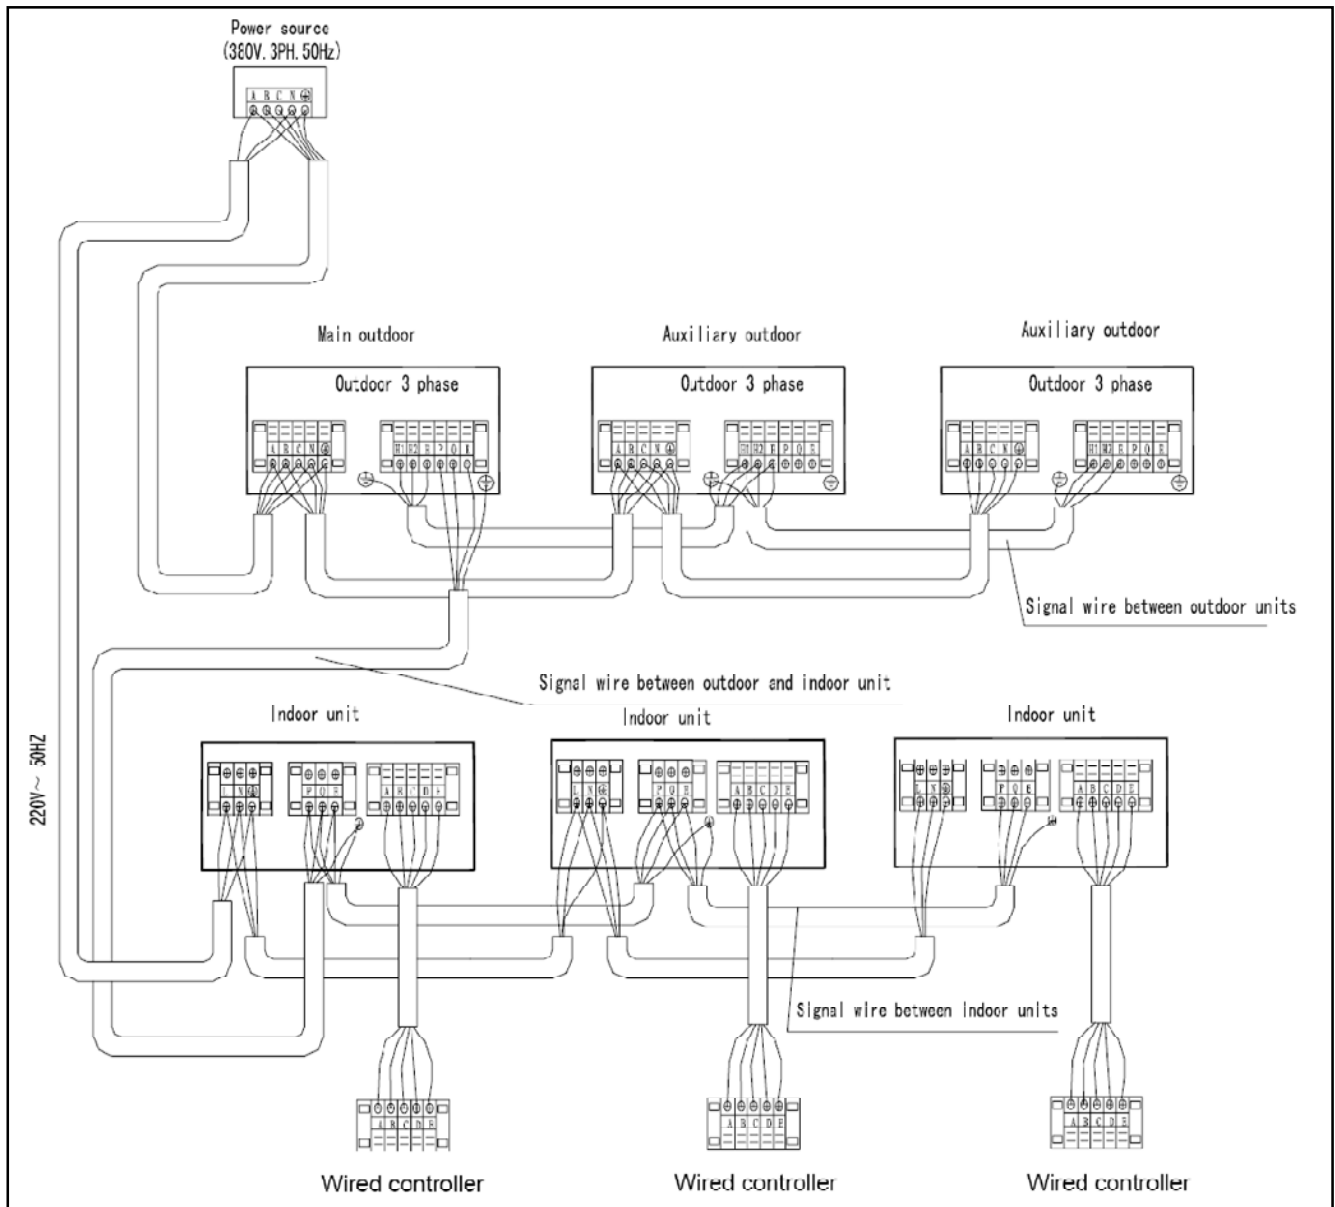 Power source
(380V. 3PH. 50Hz)
A B C N
Main outdoor
Auxiliary outdoor
Auxiliary outdoor
Outdoor 3 phase
Outdoor 3 phase
Outdoor 3 phase
A B C N
H1 H2 E P Q E
A B C N
H1 H2 E P Q E
A B C N
H1 H2 E P Q E
Signal wire between outdoor units
Signal wire between outdoor and indoor unit
Indoor unit
Indoor unit
Indoor unit
220V~ 50HZ
L N
P Q E
A B C D E
L N
P Q E
A B C D E
L N
P Q E
A B C D E
Signal wire between indoor units
A B C D E
A B C D E
A B C D E
Wired controller
Wired controller
Wired controller